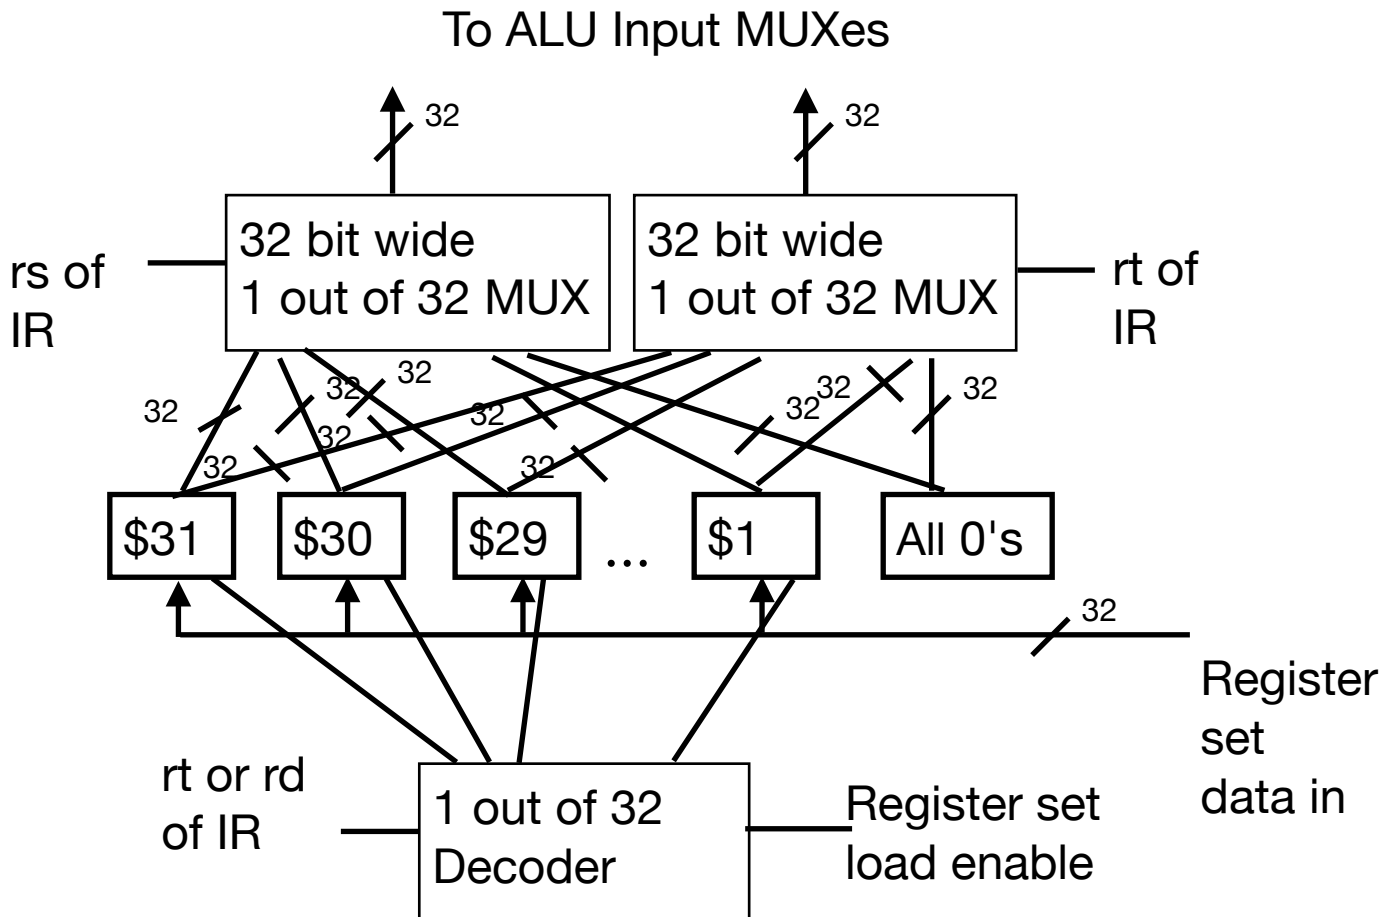 To ALU Input MUXes
32
32
32 bit wide
1 out of 32 MUX
32 bit wide
1 out of 32 MUX
rs of
IR
rt of
IR
32
32
32
32
32
32
32
32
32
32
$31
$30
$29
...
$1
All 0's
32
Register
set
data in
rt or rd
of IR
1 out of 32
Decoder
Register set
load enable